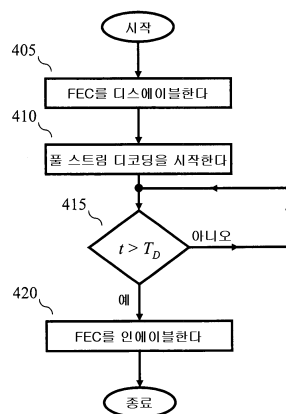 시작
405
FEC를 디스에이블한다
410
풀 스트림 디코딩을 시작한다
415
t > T_D
아니오
예
420
FEC를 인에이블한다
종료